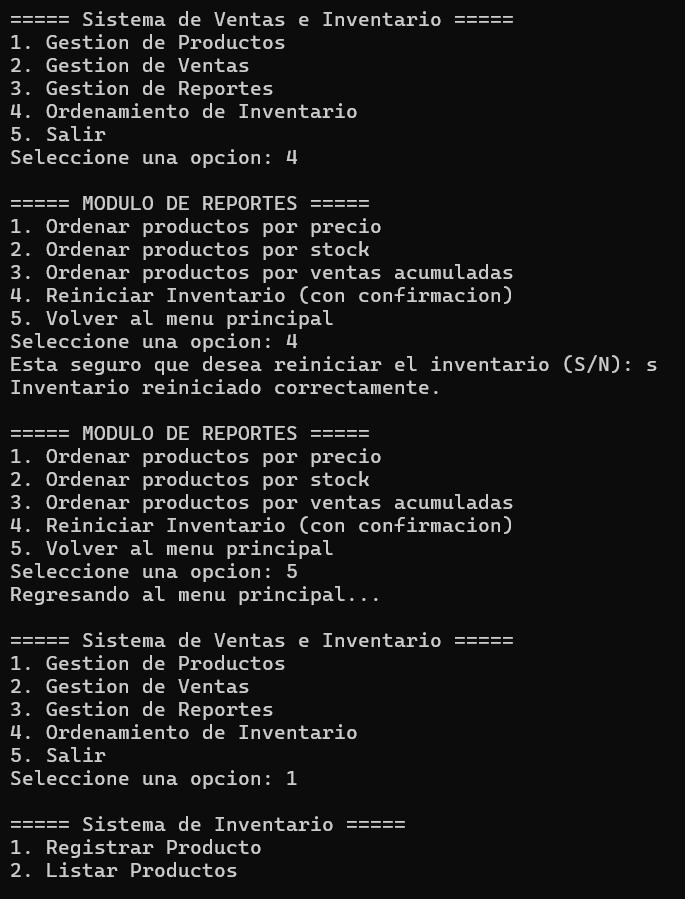 ===== Sistema de Ventas e Inventario =====
1. Gestion de Productos
2. Gestion de Ventas
3. Gestion de Reportes
4. Ordenamiento de Inventario
5. Salir
Seleccione una opcion: 4
===== MODULO DE REPORTES =====
1. Ordenar productos por precio
2. Ordenar productos por stock
3. Ordenar productos por ventas acumuladas
4. Reiniciar Inventario (con confirmacion)
5. Volver al menu principal
Seleccione una opcion: 4
Esta seguro que desea reiniciar el inventario (S/N): s
Inventario reiniciado correctamente.
===== MODULO DE REPORTES =====
1. Ordenar productos por precio
2. Ordenar productos por stock
3. Ordenar productos por ventas acumuladas
4. Reiniciar Inventario (con confirmacion)
5. Volver al menu principal
Seleccione una opcion: 5
Regresando al menu principal...
===== Sistema de Ventas e Inventario =====
1. Gestion de Productos
2. Gestion de Ventas
3. Gestion de Reportes
4. Ordenamiento de Inventario
5. Salir
Seleccione una opcion: 1
===== Sistema de Inventario =====
1. Registrar Producto
2. Listar Productos